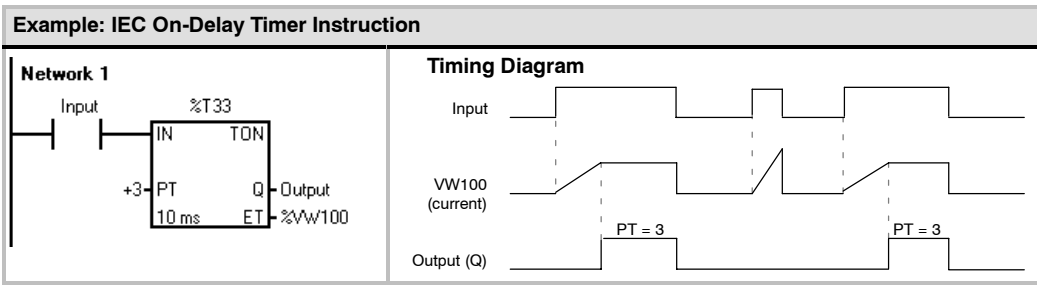 Example: IEC On-Delay Timer Instruction
Network 1
Input
%T33
IN TON
+3 PT Q Output
10 ms ET %VW100
Timing Diagram
Input
VW100
(current)
PT = 3 PT = 3
Output (Q)